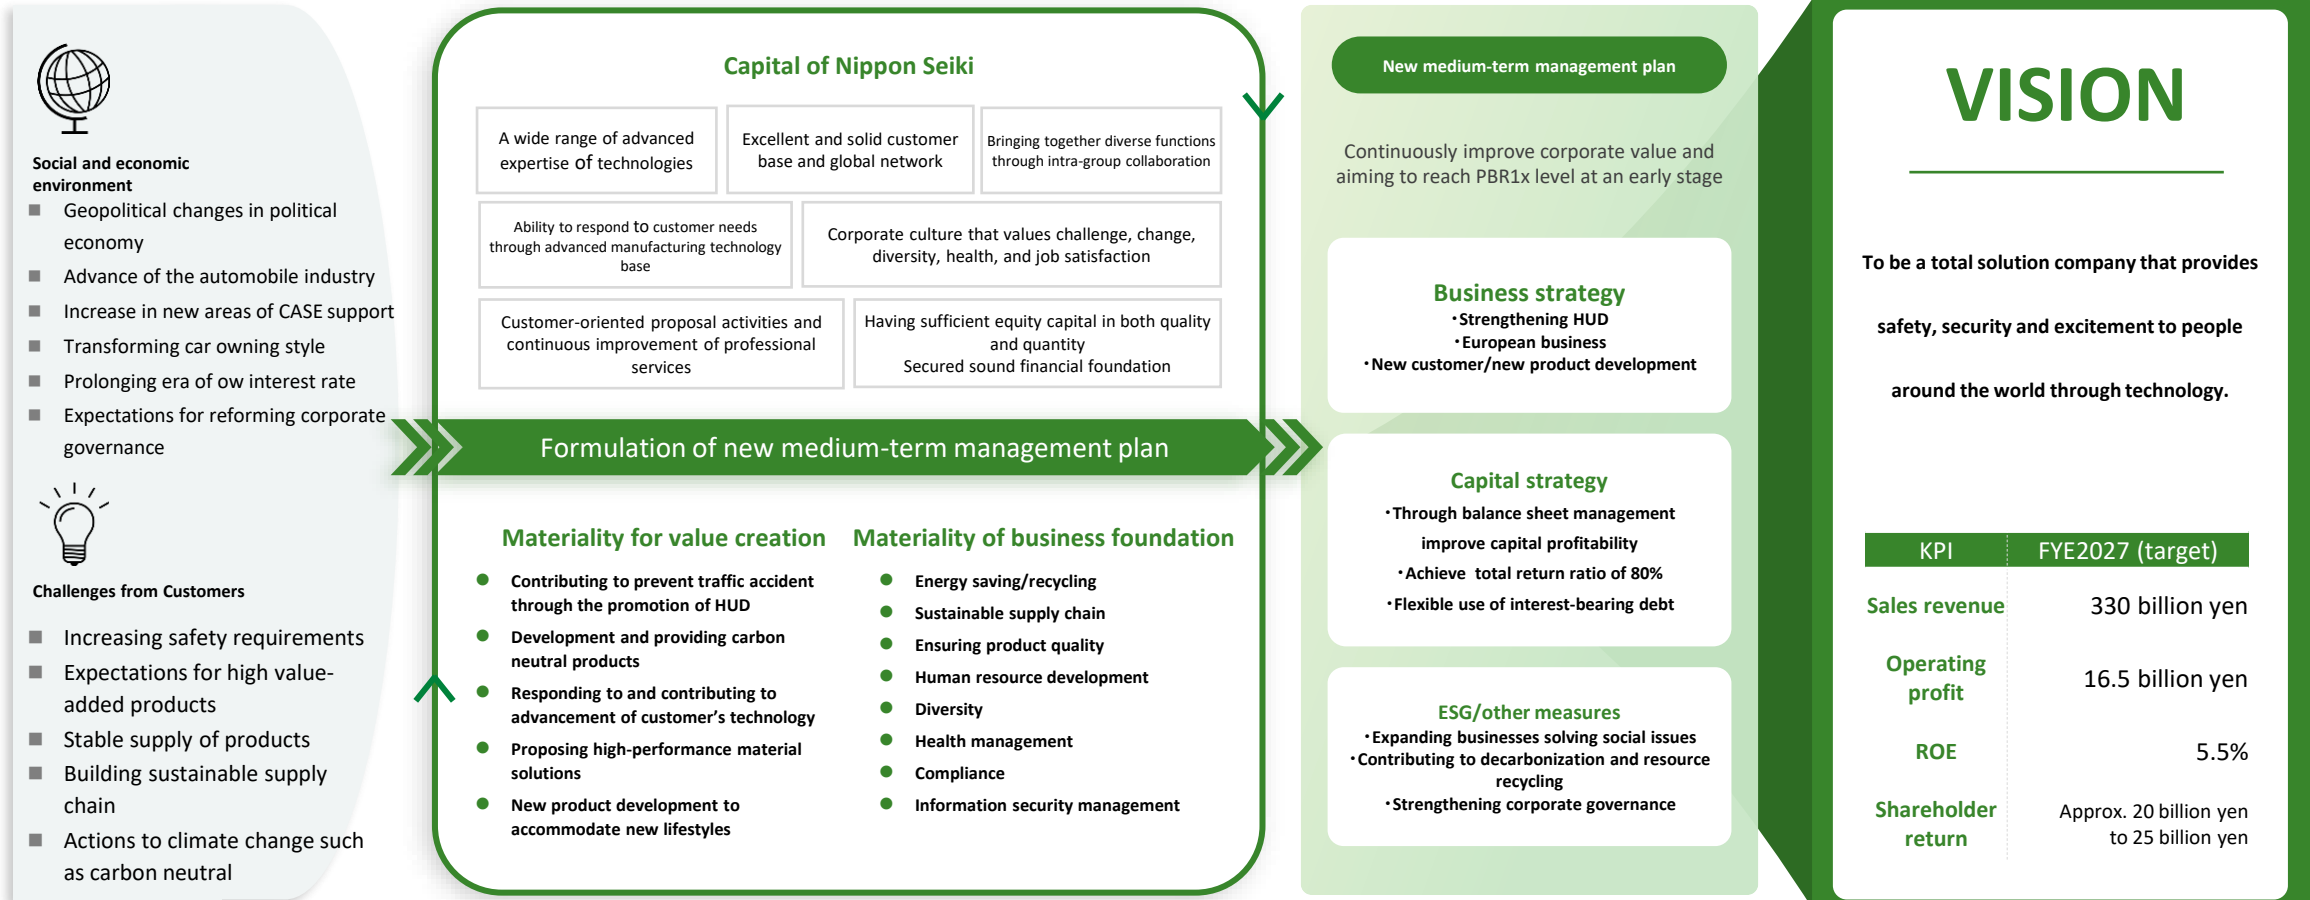 Social and economic
environment
Geopolitical changes in political
economy
Advance of the automobile industry
Increase in new areas of CASE support
Transforming car owning style
Prolonging era of ow interest rate
Expectations for reforming corporate
governance
Challenges from Customers
Increasing safety requirements
Expectations for high value-
added products
Stable supply of products
Building sustainable supply
chain
Actions to climate change such
as carbon neutral
Capital of Nippon Seiki
A wide range of advanced
expertise of technologies
Excellent and solid customer
base and global network
Bringing together diverse functions
through intra-group collaboration
Ability to respond to customer needs
through advanced manufacturing technology
base
Corporate culture that values challenge, change,
diversity, health, and job satisfaction
Customer-oriented proposal activities and
continuous improvement of professional
services
Having sufficient equity capital in both quality
and quantity
Secured sound financial foundation
Formulation of new medium-term management plan
Materiality for value creation
Contributing to prevent traffic accident
through the promotion of HUD
Development and providing carbon
neutral products
Responding to and contributing to
advancement of customer’s technology
Proposing high-performance material
solutions
New product development to
accommodate new lifestyles
Materiality of business foundation
Energy saving/recycling
Sustainable supply chain
Ensuring product quality
Human resource development
Diversity
Health management
Compliance
Information security management
New medium-term management plan
Continuously improve corporate value and
aiming to reach PBR1x level at an early stage
Business strategy
・Strengthening HUD
・European business
・New customer/new product development
Capital strategy
・Through balance sheet management
improve capital profitability
・Achieve total return ratio of 80%
・Flexible use of interest-bearing debt
ESG/other measures
・Expanding businesses solving social issues
・Contributing to decarbonization and resource
recycling
・Strengthening corporate governance
VISION
To be a total solution company that provides
safety, security and excitement to people
around the world through technology.
KPI FYE2027 (target)
Sales revenue 330 billion yen
Operating
profit 16.5 billion yen
ROE 5.5%
Shareholder
return
Approx. 20 billion yen
to 25 billion yen